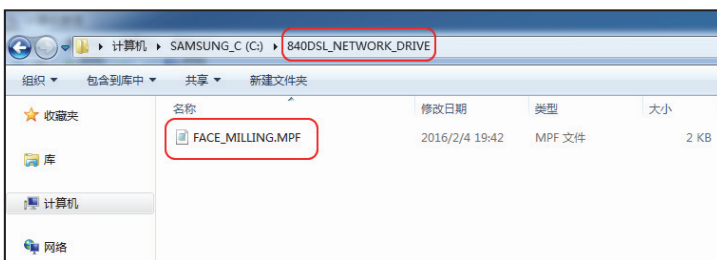 计算机 ▸ SAMSUNG_C (C:) ▸ 840DSL_NETWORK_DRIVE
组织 包含到库中 共享 新建文件夹
收藏夹 名称 修改日期 类型 大小
FACE_MILLING.MPF 2016/2/4 19:42 MPF 文件 2 KB
库
计算机
网络